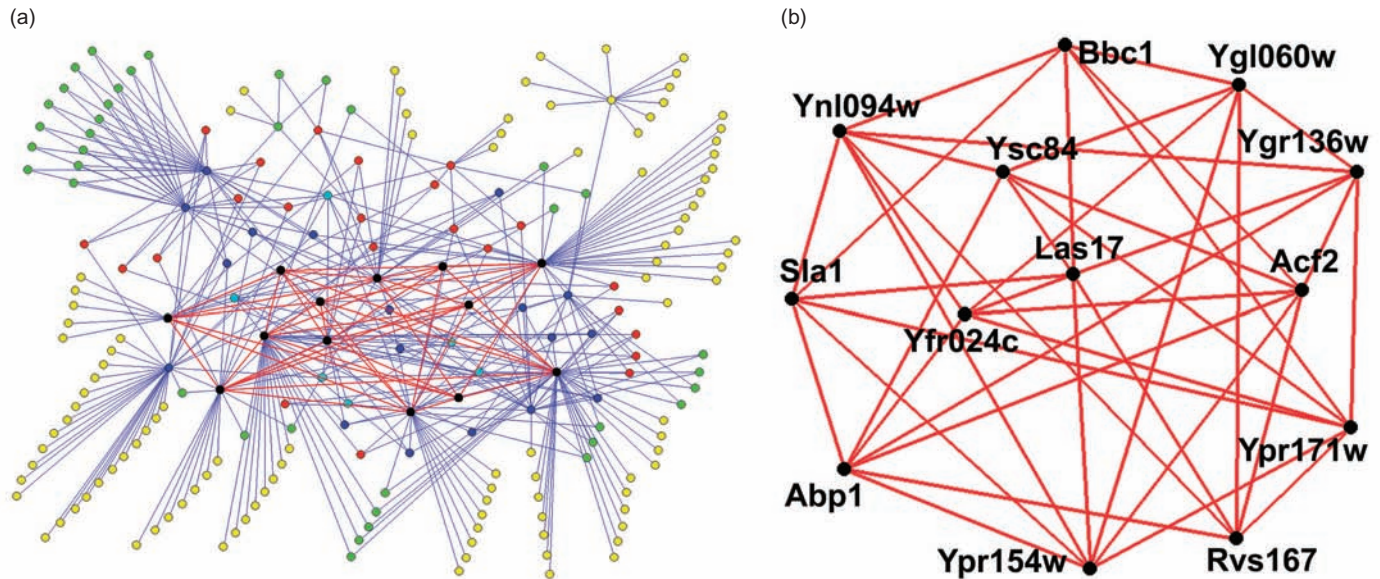 (a)
(b)
Bbc1
Ygl060w
Ynl094w
Ysc84
Ygr136w
Las17
Acf2
Sla1
Yfr024c
Ypr171w
Abp1
Ypr154w
Rvs167